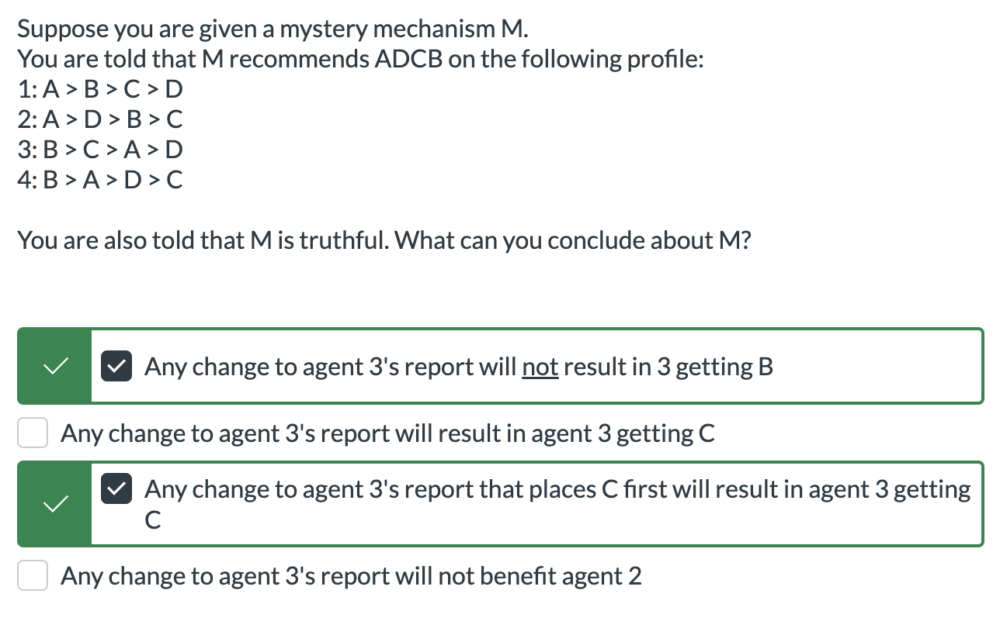 Suppose you are given a mystery mechanism M.
You are told that M recommends ADCB on the following profile:
1: A > B > C > D
2: A > D > B > C
3: B > C > A > D
4: B > A > D > C
You are also told that M is truthful. What can you conclude about M?
Any change to agent 3's report will not result in 3 getting B
Any change to agent 3's report will result in agent 3 getting C
Any change to agent 3's report that places C first will result in agent 3 getting
C
Any change to agent 3's report will not benefit agent 2